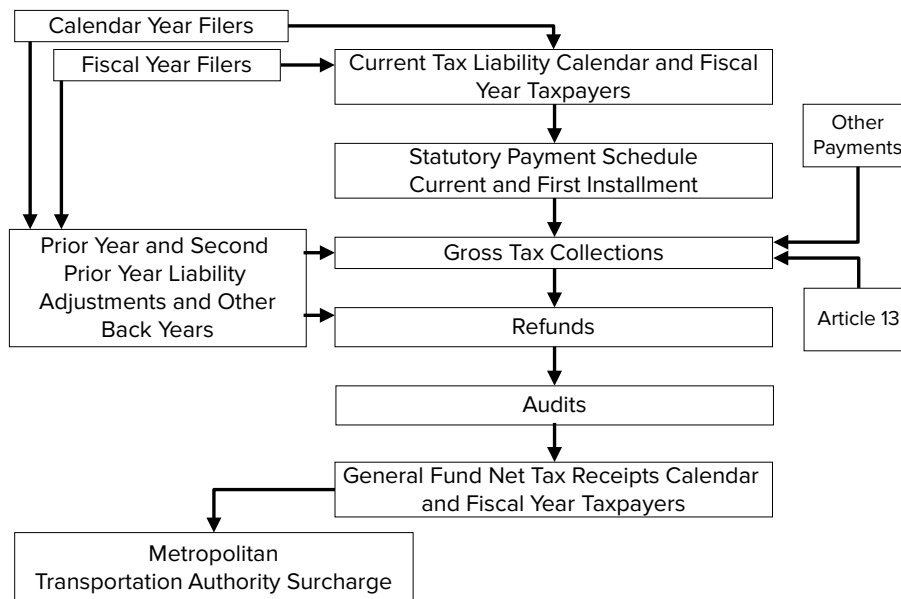 Calendar Year Filers
Fiscal Year Filers
Current Tax Liability Calendar and Fiscal
Year Taxpayers
Other
Payments
Statutory Payment Schedule
Current and First Installment
Prior Year and Second
Prior Year Liability
Adjustments and Other
Back Years
Gross Tax Collections
Article 13
Refunds
Audits
General Fund Net Tax Receipts Calendar
and Fiscal Year Taxpayers
Metropolitan
Transportation Authority Surcharge